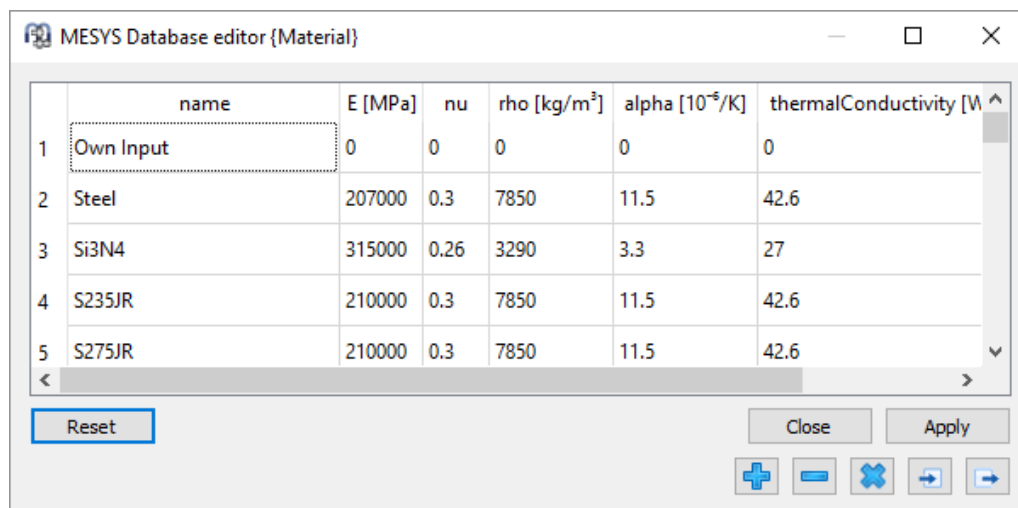 MESYS Database editor {Material}
name E [MPa] nu rho [kg/m³] alpha [10⁻⁶/K] thermalConductivity [W
1 Own Input 0 0 0 0 0
2 Steel 207000 0.3 7850 11.5 42.6
3 Si3N4 315000 0.26 3290 3.3 27
4 S235JR 210000 0.3 7850 11.5 42.6
5 S275JR 210000 0.3 7850 11.5 42.6
Reset Close Apply